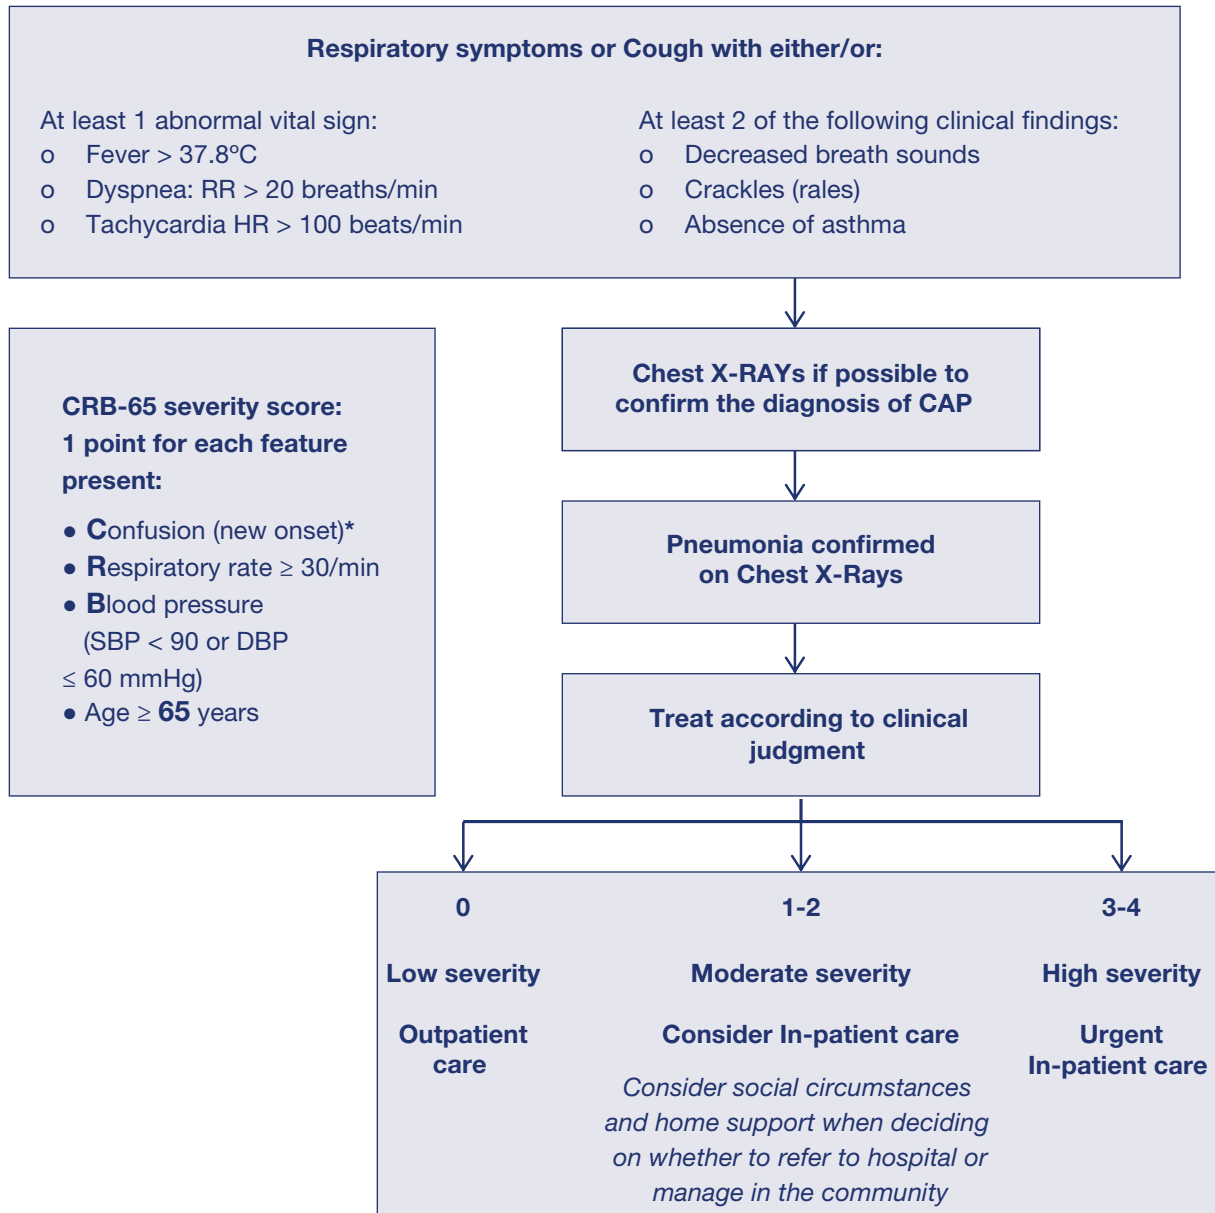 Respiratory symptoms or Cough with either/or:
At least 1 abnormal vital sign:
o Fever > 37.8ºC
o Dyspnea: RR > 20 breaths/min
o Tachycardia HR > 100 beats/min
At least 2 of the following clinical findings:
o Decreased breath sounds
o Crackles (rales)
o Absence of asthma
CRB-65 severity score:
1 point for each feature
present:
● Confusion (new onset)*
● Respiratory rate ≥ 30/min
● Blood pressure
(SBP < 90 or DBP
≤ 60 mmHg)
● Age ≥ 65 years
Chest X-RAYs if possible to
confirm the diagnosis of CAP
Pneumonia confirmed
on Chest X-Rays
Treat according to clinical
judgment
0
Low severity
Outpatient
care
1-2
Moderate severity
Consider In-patient care
Consider social circumstances
and home support when deciding
on whether to refer to hospital or
manage in the community
3-4
High severity
Urgent
In-patient care